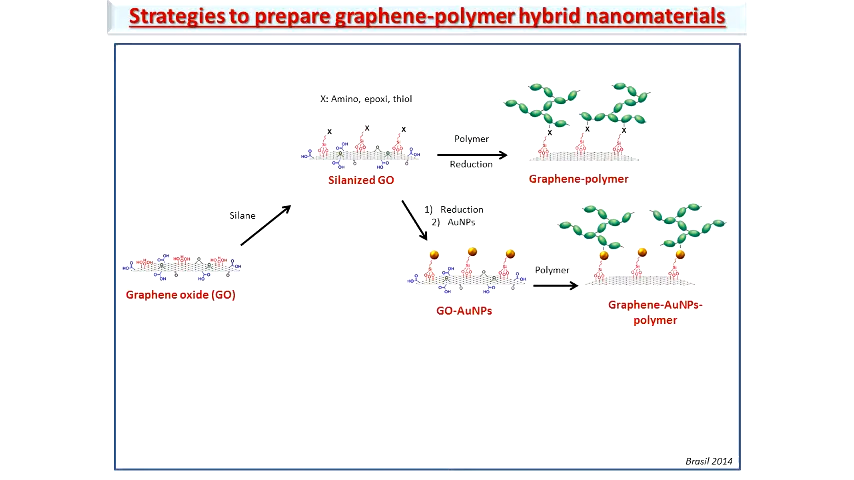 Strategies to prepare graphene-polymer hybrid nanomaterials
X: Amino, epoxi, thiol
X
X
X
Silanized GO
Polymer
Reduction
X
X
X
Graphene-polymer
Silane
1) Reduction
2) AuNPs
Graphene oxide (GO)
GO-AuNPs
Polymer
Graphene-AuNPs-
polymer
Brasil 2014